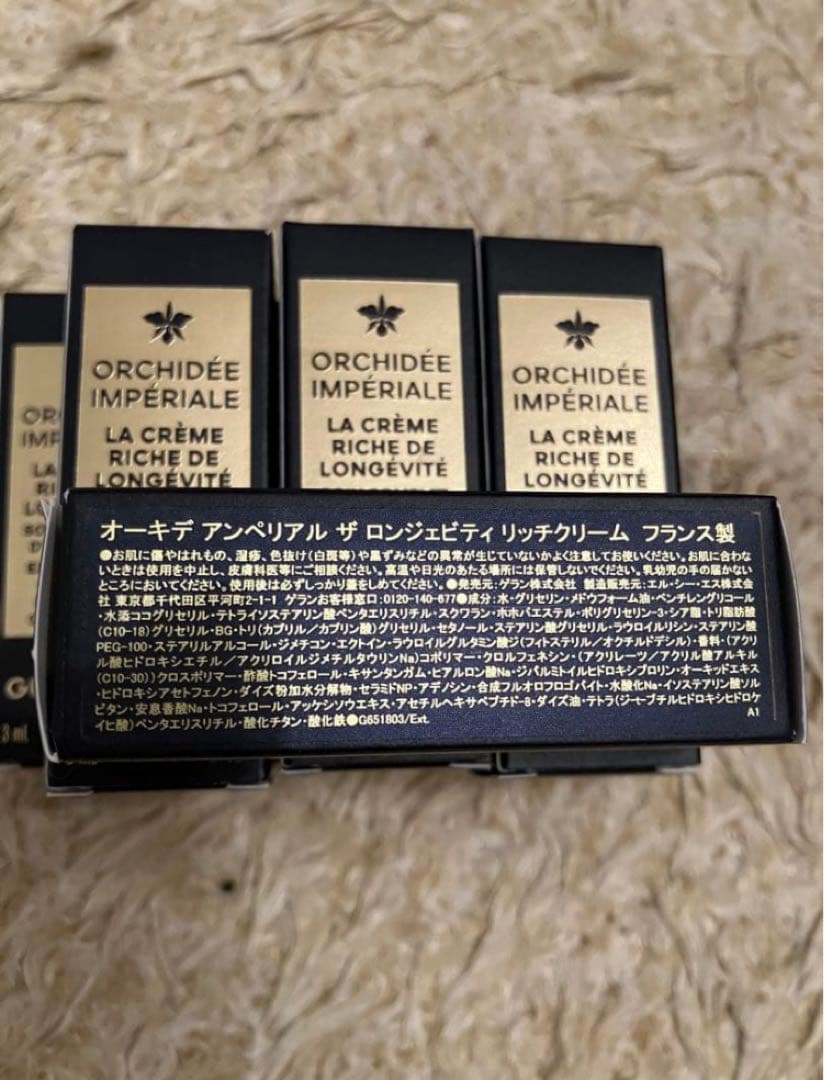 ORCHIDÉE
IMPÉRIALE
LA CRÈME
RICHE DE
LONGÉVITÉ
ORCHIDÉE
IMPÉRIALE
LA CRÈME
RICHE DE
LONGÉVITÉ
ORCHIDÉE
IMPÉRIALE
LA CRÈME
RICHE DE
LONGÉVITÉ
3 ml
オーキデ アンペリアル ザ ロンジェビティ リッチクリーム フランス製
●お肌に傷やはれもの、湿疹、色抜け(白斑等)や黒ずみなどの異常が生じていないかよく注意してお使いください。お肌に合わ
ないときは使用を中止し、皮膚科医等にご相談ください。高温や日光のあたる場所には保管しないでください。乳幼児の手の届かない
ところにおいてください。使用後は必ずしっかり蓋をしめてください。●発売元:ゲラン株式会社 製造販売元:エル・シー・エス株式会
社 東京都千代田区平河町2-1-1 ゲランお客様窓口:0120-140-677●成分:水・グリセリン・メドウフォーム油・ペンチレングリコール
・水添ココグリセリル・テトライソステアリン酸ペンタエリスリチル・スクワラン・ホホバエステル・ポリグリセリン-3・シア脂・トリ脂肪酸
(C10-18)グリセリル・BG・トリ(カプリル/カプリン酸)グリセリル・セタノール・ステアリン酸グリセリル・ラウロイルリシン・ステアリン酸
PEG-100・ステアリルアルコール・ジメチコン・エクトイン・ラウロイルグルタミン酸ジ(フィトステリル/オクチルドデシル)・香料・(アクリ
ル酸ヒドロキシエチル/アクリロイルジメチルタウリンNa)コポリマー・クロルフェネシン・(アクリレーツ/アクリル酸アルキル
(C10-30))クロスポリマー・酢酸トコフェロール・キサンタンガム・ヒアルロン酸Na・ジパルミトイルヒドロキシプロリン・オーキッドエキス
・ヒドロキシアセトフェノン・ダイズ粉加水分解物・セラミドNP・アデノシン・合成フルオロフロゴパイト・水酸化Na・イソステアリン酸ソル
ビタン・安息香酸Na・トコフェロール・アッケシソウエキス・アセチルヘキサペプチド-8・ダイズ油・テトラ(ジ-t-ブチルヒドロキシヒドロケ
イヒ酸)ペンタエリスリチル・酸化チタン・酸化鉄●G651803/Ext.
A1